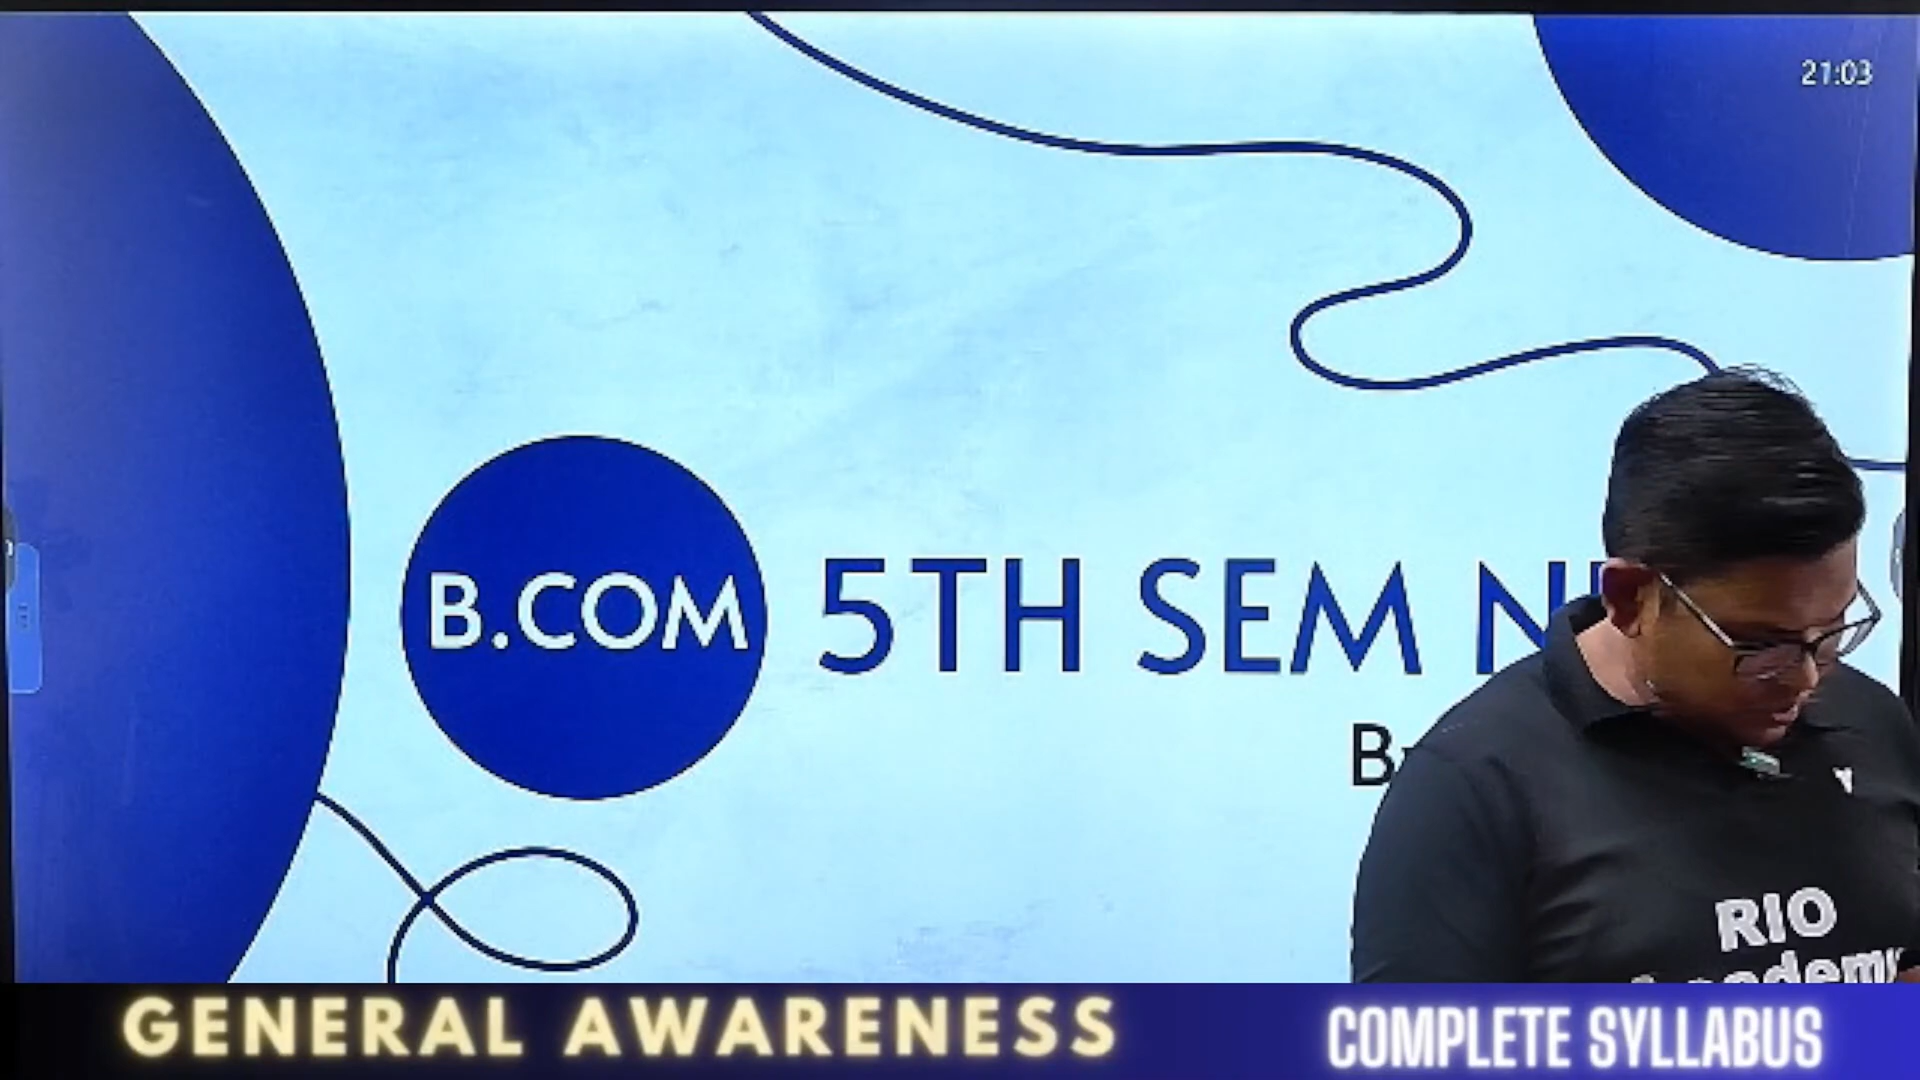 21:03
B.COM 5TH SEM
RIO
GENERAL AWARENESS
COMPLETE SYLLABUS